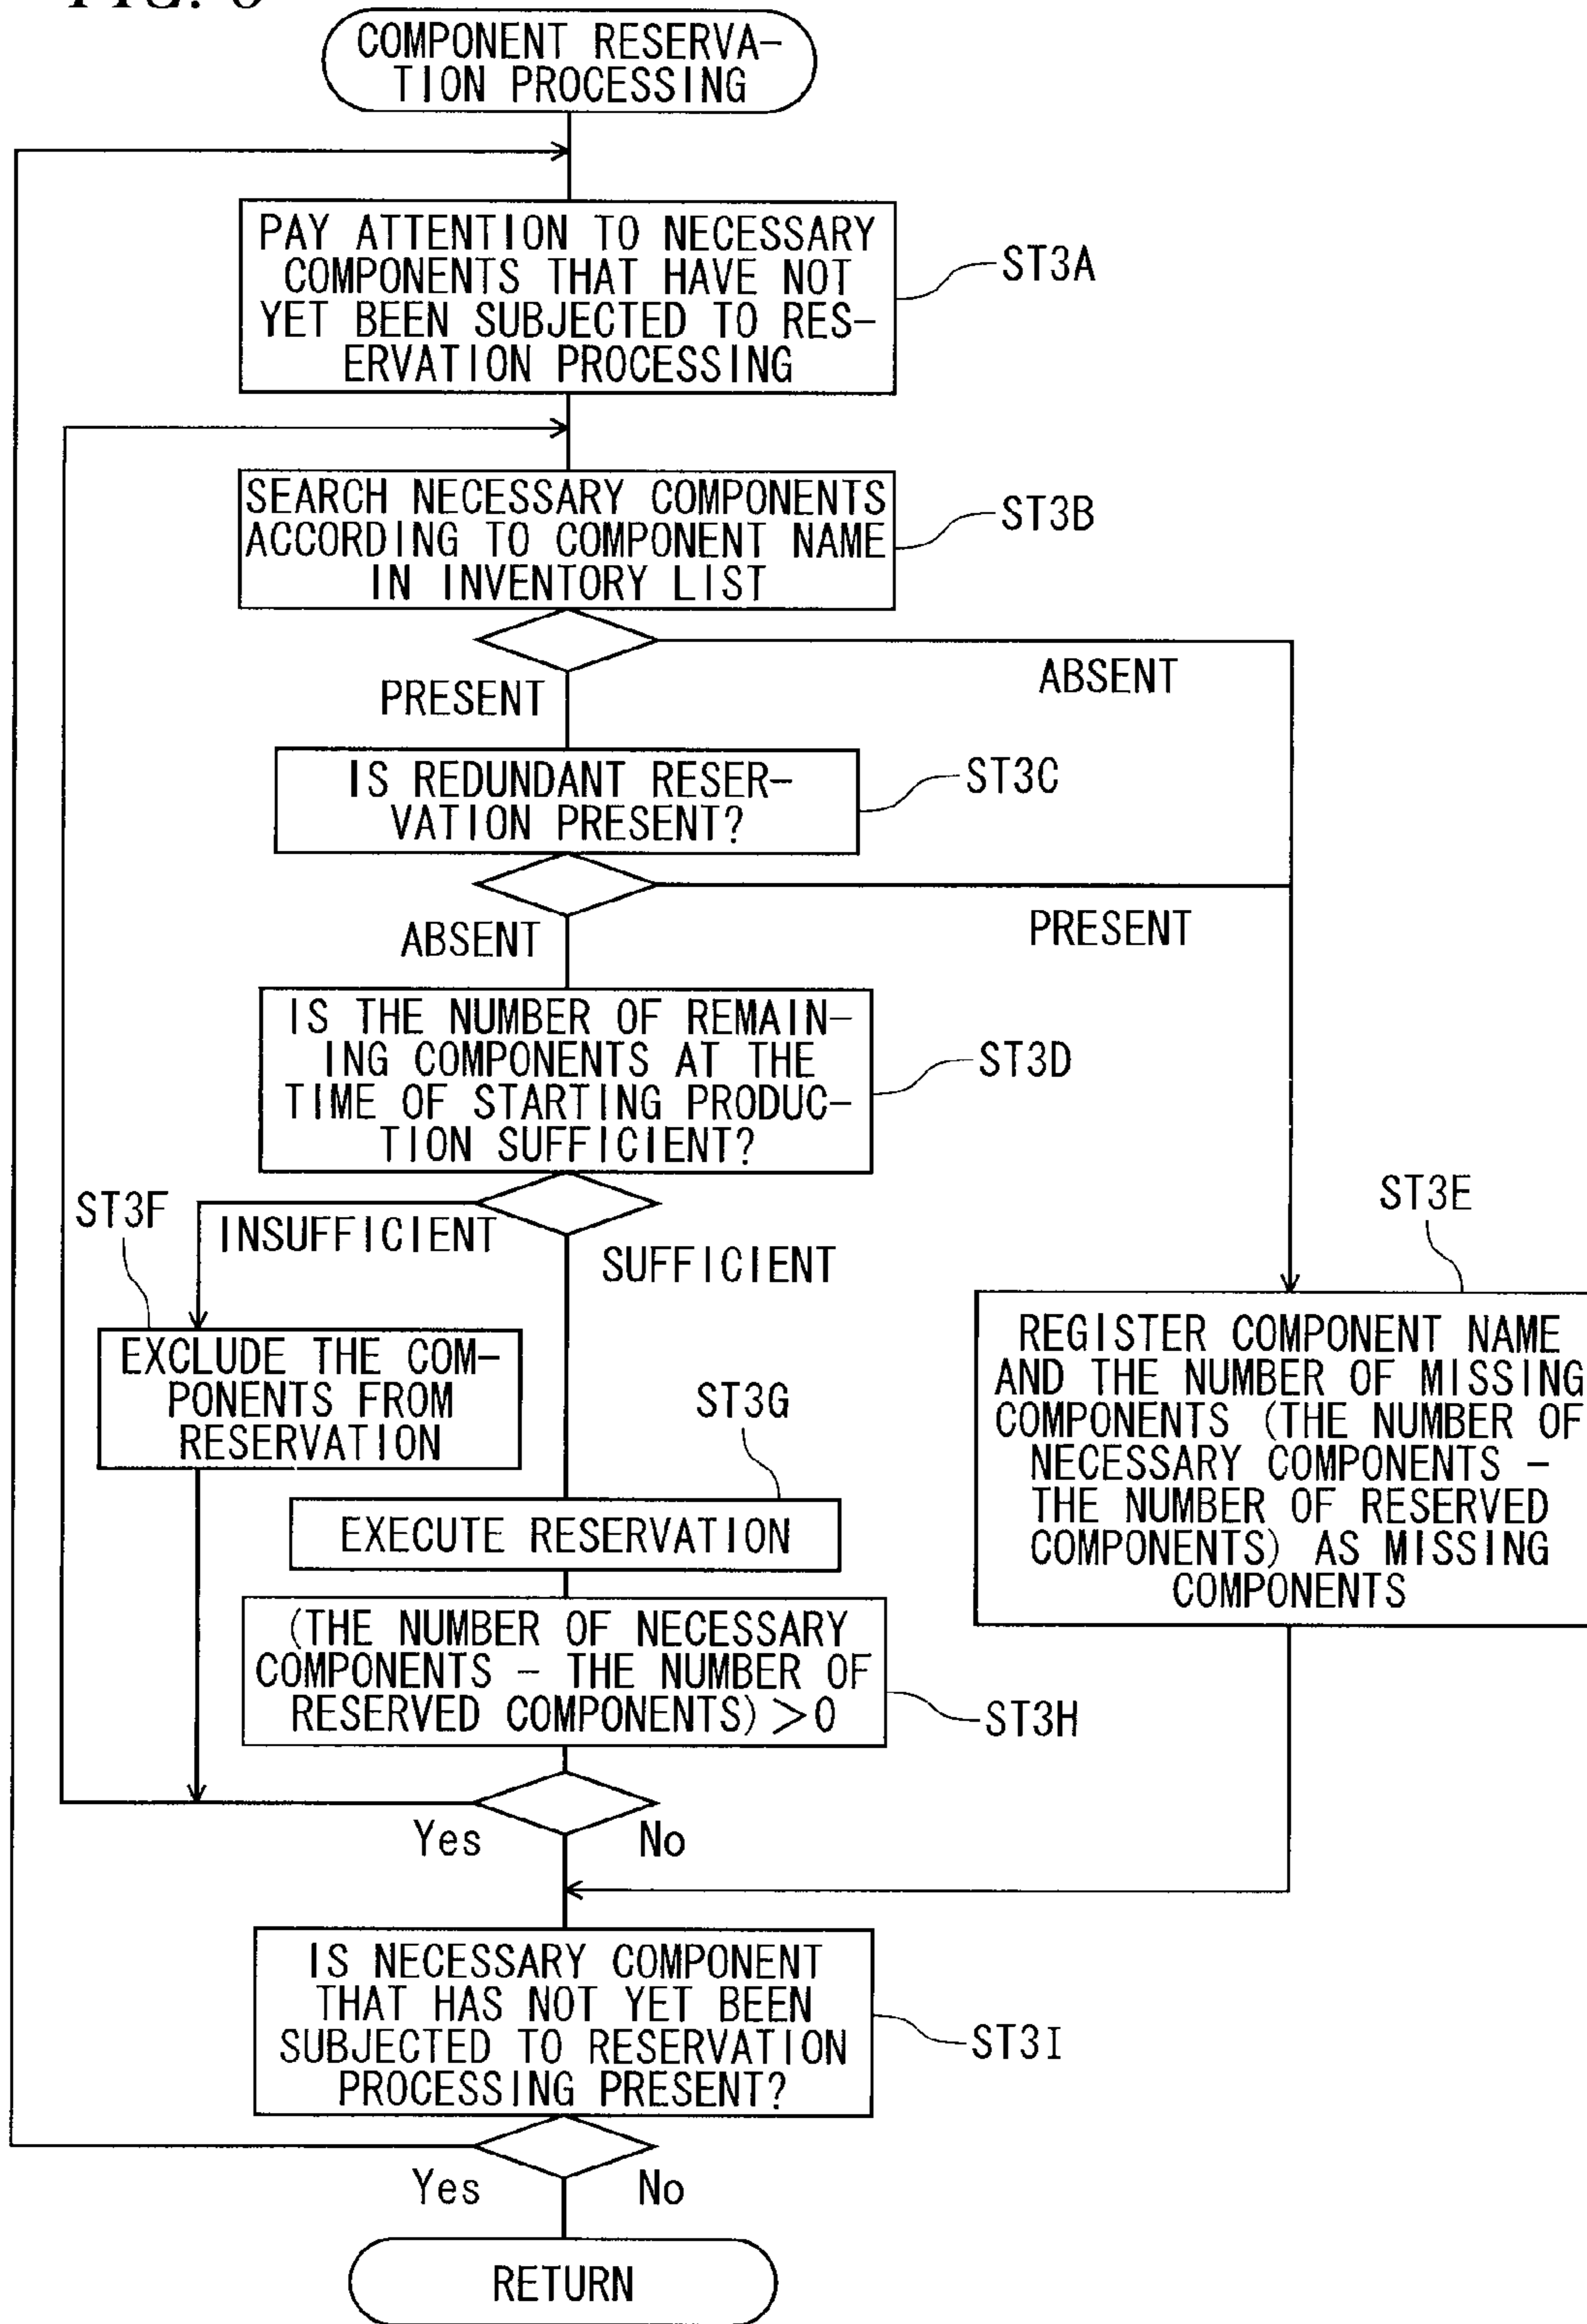 COMPONENT RESERVA-
TION PROCESSING
PAY ATTENTION TO NECESSARY
COMPONENTS THAT HAVE NOT
YET BEEN SUBJECTED TO RES-
ERVATION PROCESSING
ST3A
SEARCH NECESSARY COMPONENTS
ACCORDING TO COMPONENT NAME
IN INVENTORY LIST
ST3B
PRESENT
ABSENT
IS REDUNDANT RESER-
VATION PRESENT?
ST3C
ABSENT
PRESENT
IS THE NUMBER OF REMAIN-
ING COMPONENTS AT THE
TIME OF STARTING PRODUC-
TION SUFFICIENT?
ST3D
ST3F
INSUFFICIENT
SUFFICIENT
ST3E
EXCLUDE THE COM-
PONENTS FROM
RESERVATION
REGISTER COMPONENT NAME
AND THE NUMBER OF MISSING
COMPONENTS (THE NUMBER OF
NECESSARY COMPONENTS -
THE NUMBER OF RESERVED
COMPONENTS) AS MISSING
COMPONENTS
ST3G
EXECUTE RESERVATION
(THE NUMBER OF NECESSARY
COMPONENTS - THE NUMBER OF
RESERVED COMPONENTS) >0
ST3H
Yes
No
IS NECESSARY COMPONENT
THAT HAS NOT YET BEEN
SUBJECTED TO RESERVATION
PROCESSING PRESENT?
ST3I
Yes
No
RETURN